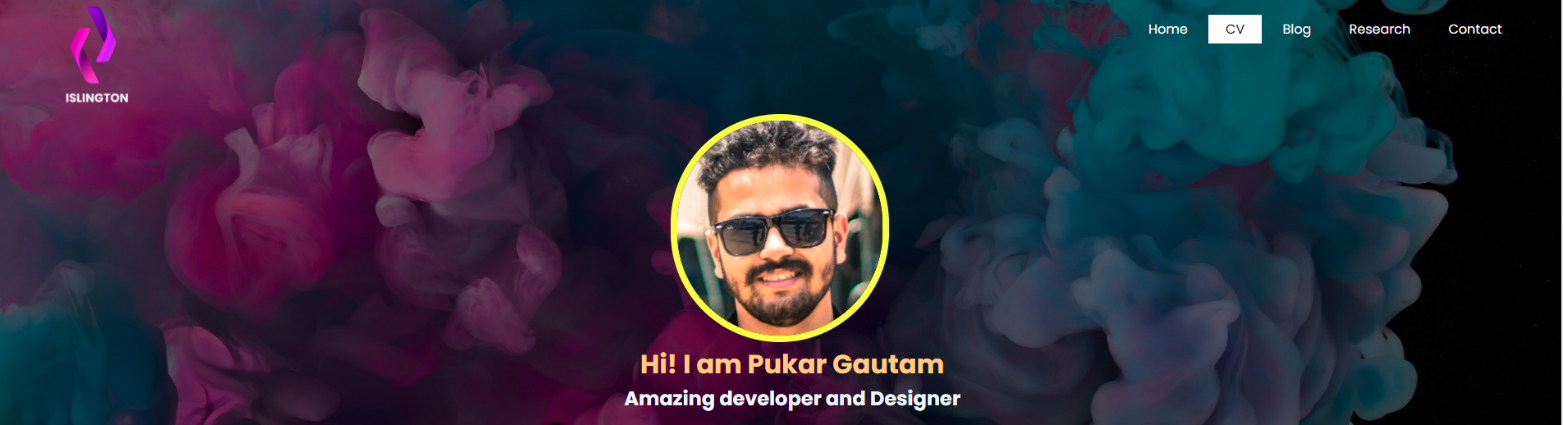 Home CV Blog Research Contact
ISLINGTON
Hi! I am Pukar Gautam
Amazing developer and Designer